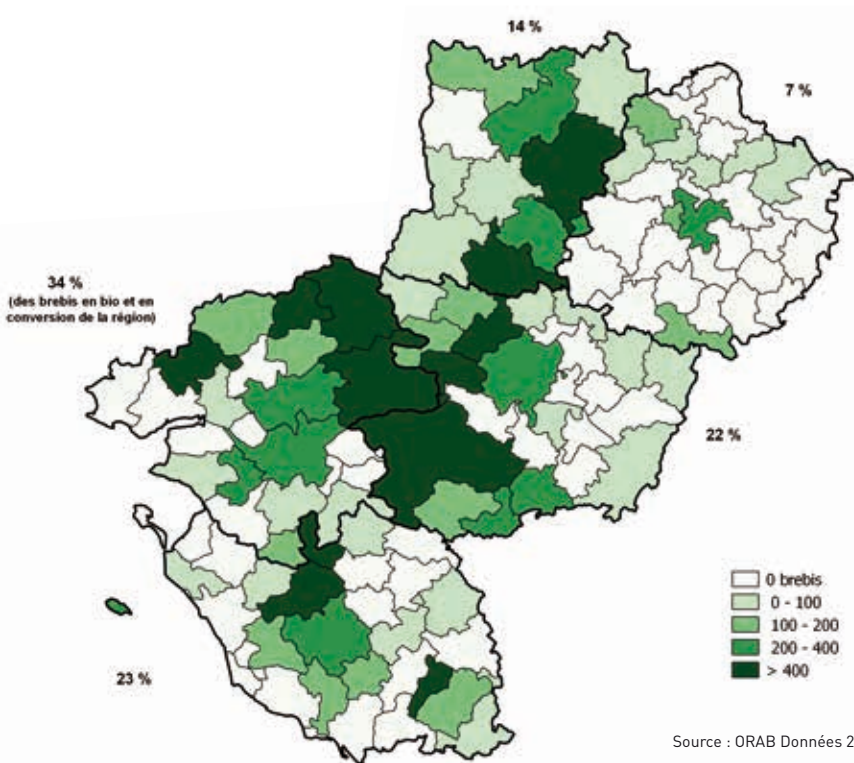 14 %
7 %
34 %
(des brebis en bio et en
conversion de la région)
22 %
23 %
0 brebis
0 - 100
100 - 200
200 - 400
> 400
Source : ORAB Données 2